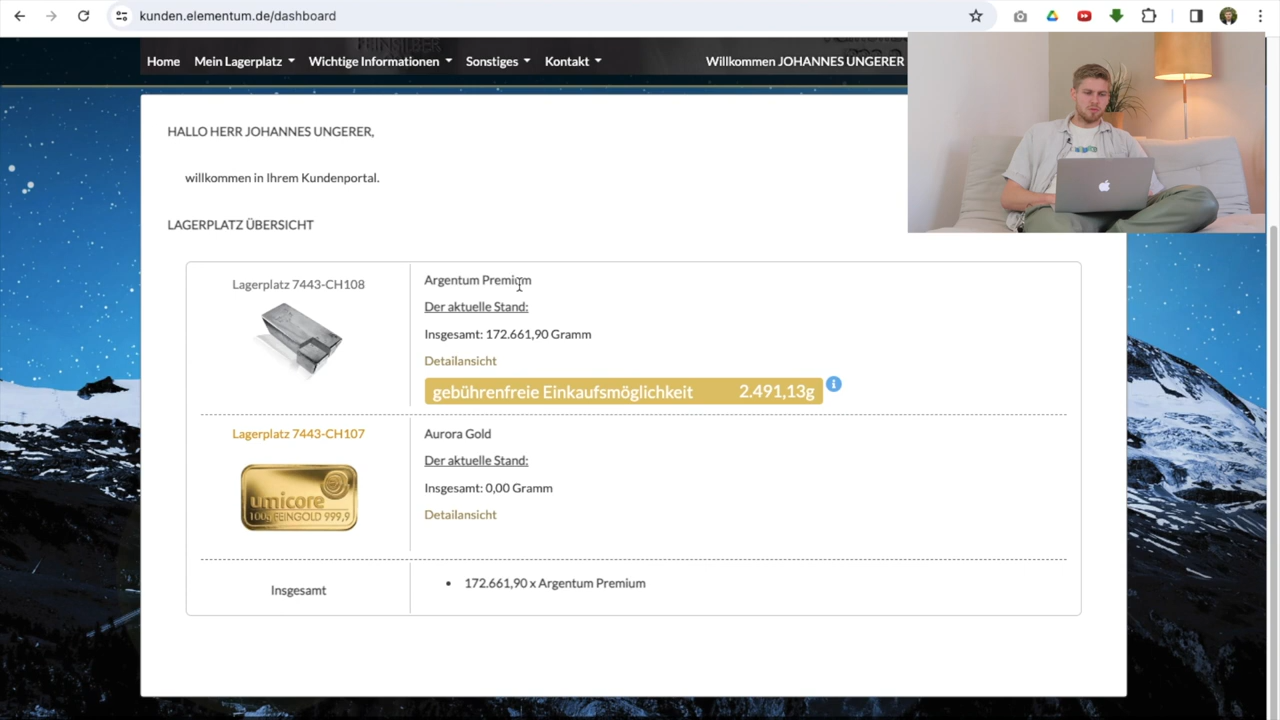 kunden.elementum.de/dashboard
FEINSILBER
Home Mein Lagerplatz Wichtige Informationen Sonstiges Kontakt Willkommen JOHANNES UNGERER
HALLO HERR JOHANNES UNGERER,
willkommen in Ihrem Kundenportal.
LAGERPLATZ ÜBERSICHT
Lagerplatz 7443-CH108
Argentum Premium
Der aktuelle Stand:
Insgesamt: 172.661,90 Gramm
Detailansicht
gebührenfreie Einkaufsmöglichkeit 2.491,13g
Lagerplatz 7443-CH107
Aurora Gold
Der aktuelle Stand:
Insgesamt: 0,00 Gramm
Detailansicht
umicore
100g FEINGOLD 999,9
Insgesamt
172.661,90 x Argentum Premium